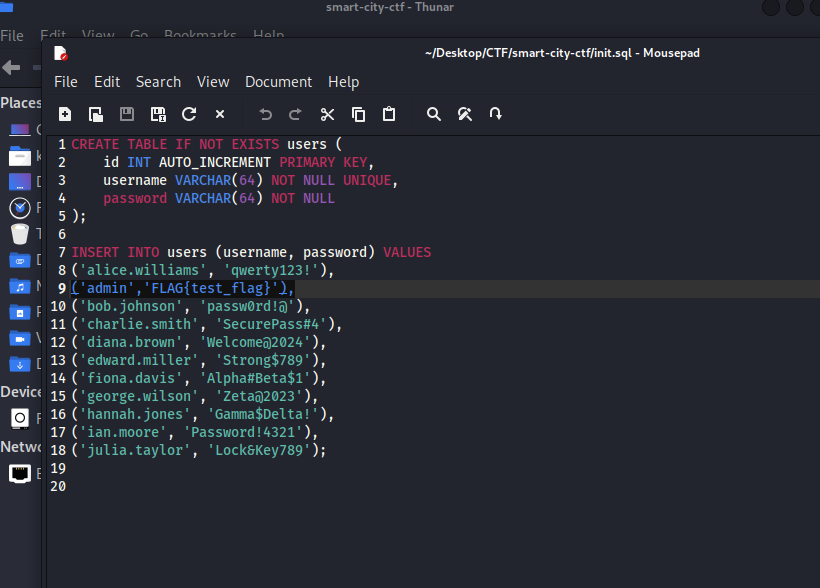 smart-city-ctf - Thunar
File Edit View Go Bookmarks Help
~/Desktop/CTF/smart-city-ctf/init.sql - Mousepad
File Edit Search View Document Help
Places
Device
Netwo
1 CREATE TABLE IF NOT EXISTS users (
2     id INT AUTO_INCREMENT PRIMARY KEY,
3     username VARCHAR(64) NOT NULL UNIQUE,
4     password VARCHAR(64) NOT NULL
5 );
6
7 INSERT INTO users (username, password) VALUES
8 ('alice.williams', 'qwerty123!'),
9 ('admin','FLAG{test_flag}'),
10 ('bob.johnson', 'passw0rd!@'),
11 ('charlie.smith', 'SecurePass#4'),
12 ('diana.brown', 'Welcome@2024'),
13 ('edward.miller', 'Strong$789'),
14 ('fiona.davis', 'Alpha#Beta$1'),
15 ('george.wilson', 'Zeta@2023'),
16 ('hannah.jones', 'Gamma$Delta!'),
17 ('ian.moore', 'Password!4321'),
18 ('julia.taylor', 'Lock&Key789');
19
20